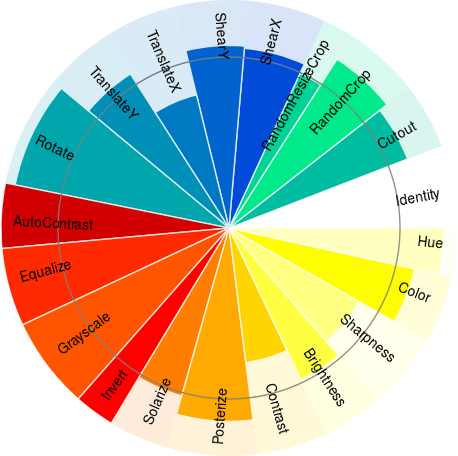 ShearY
ShearX
TranslateX
RandomResizeCrop
TranslateY
RandomCrop
Cutout
Rotate
Identity
AutoContrast
Hue
Equalize
Color
Grayscale
Sharpness
Invert
Brightness
Solarize
Contrast
Posterize